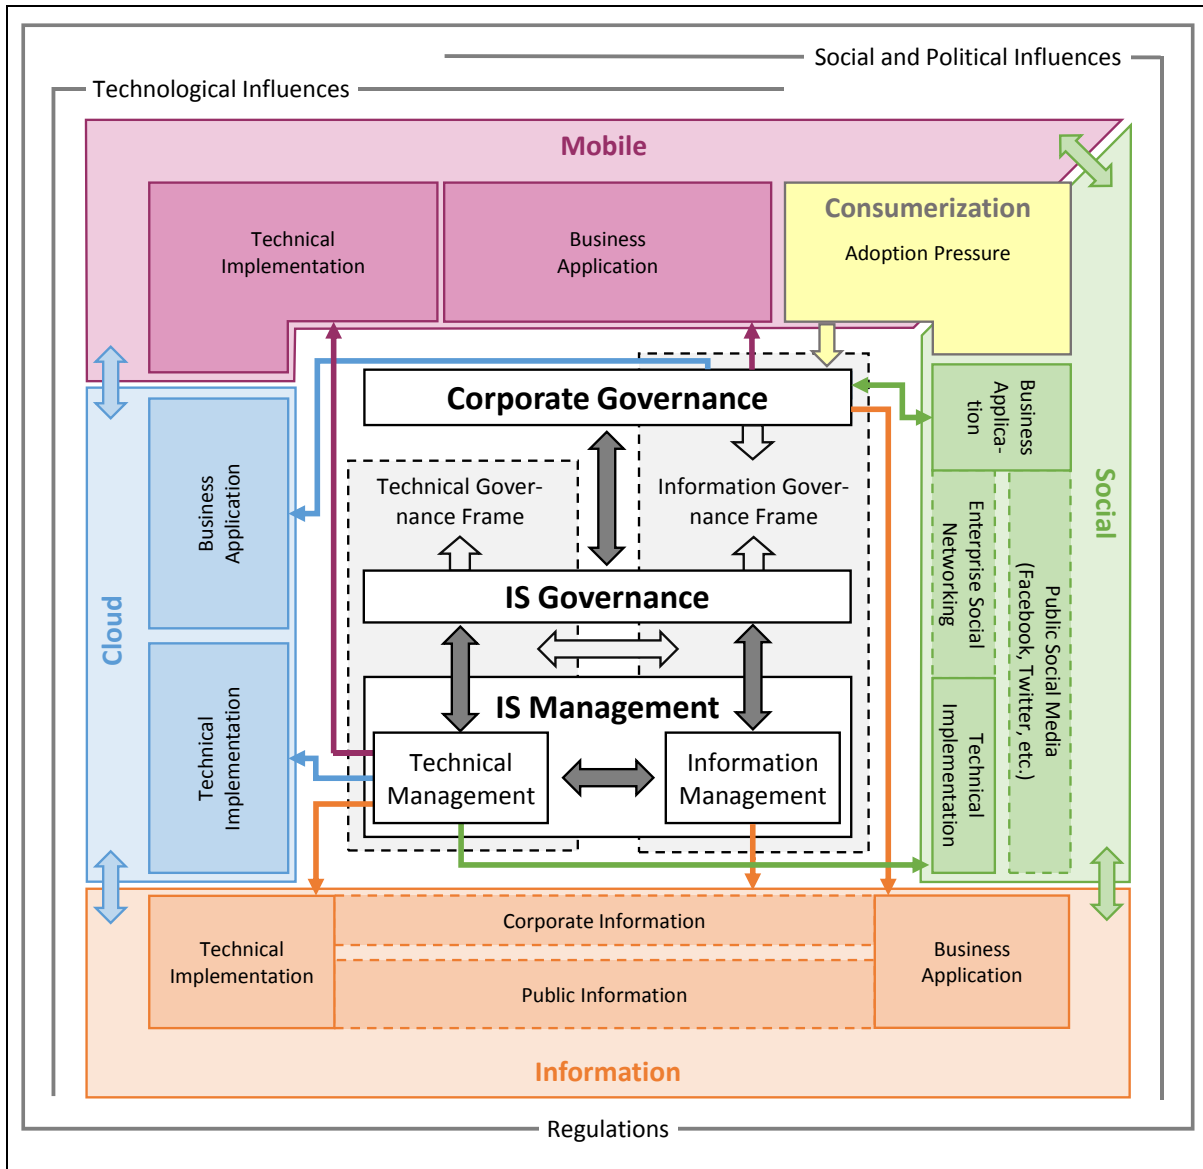 Social and Political Influences
Technological Influences
Mobile
Technical
Implementation
Business
Application
Consumerization
Adoption Pressure
Corporate Governance
Technical Gover-
nance Frame
Information Gover-
nance Frame
IS Governance
IS Management
Technical
Management
Information
Management
Cloud
Business
Application
Technical
Implementation
Social
Business
Applica-
tion
Enterprise Social
Networking
Public Social Media
(Facebook, Twitter, etc.)
Technical
Implementation
Technical
Implementation
Corporate Information
Public Information
Business
Application
Information
Regulations